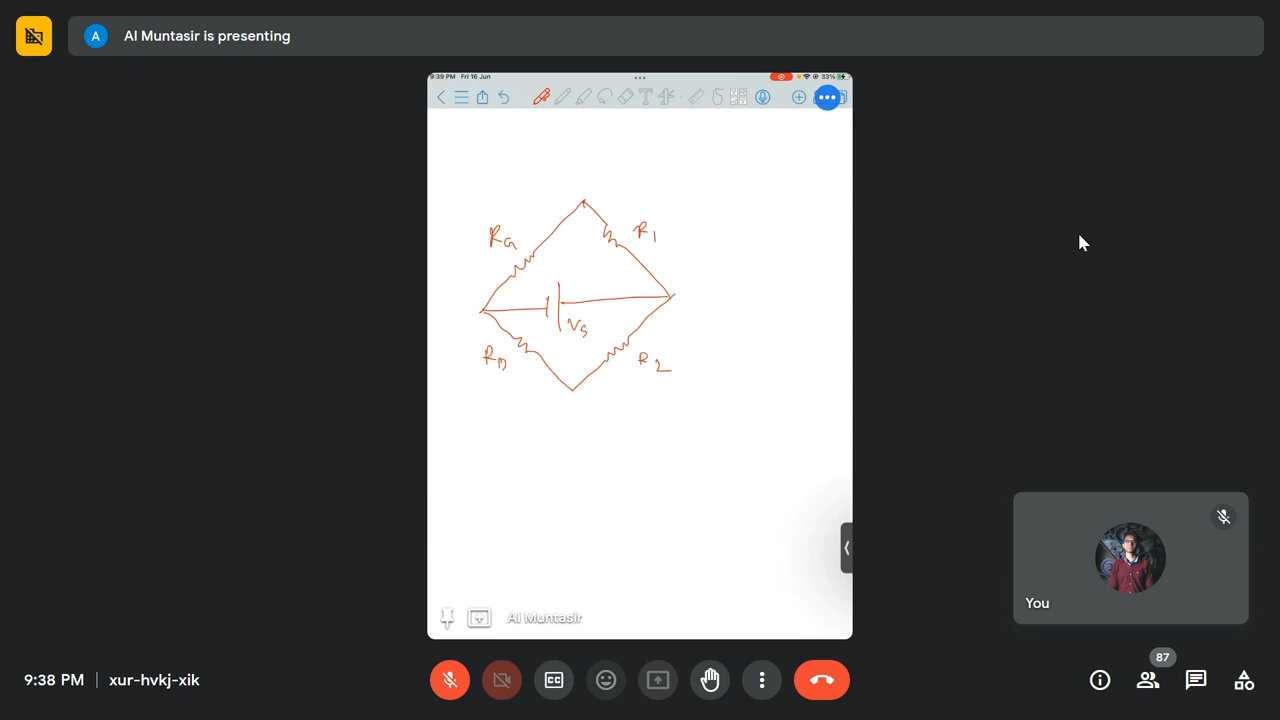 A
Al Muntasir is presenting
9:39 PM Fri 16 Jun
33%
T
RG
R1
VS
RD
R2
Al Muntasir
You
CC
87
9:38 PM | xur-hvkj-xik